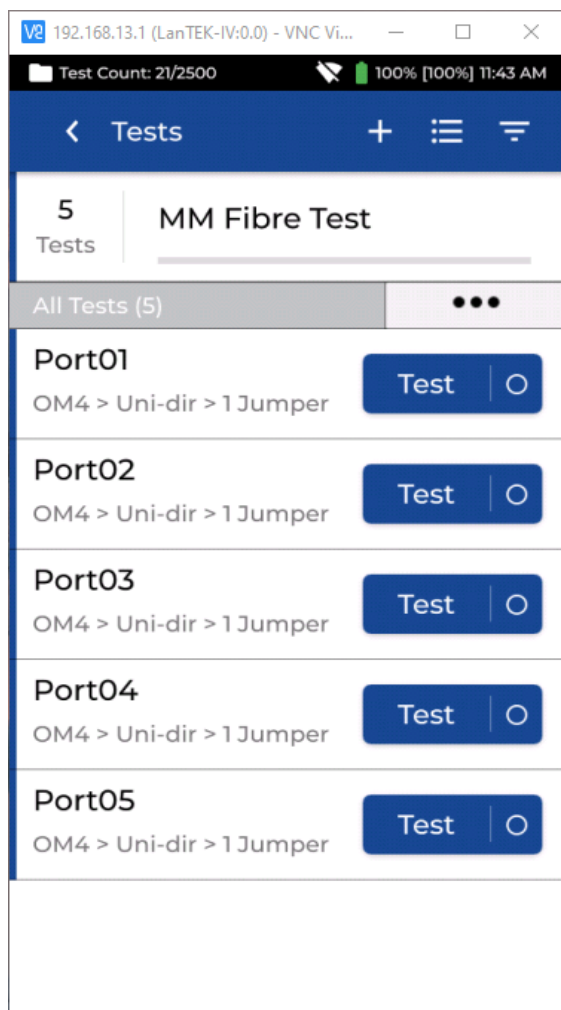 V2 192.168.13.1 (LanTEK-IV:0.0) - VNC Vi...
Test Count: 21/2500 100% [100%] 11:43 AM
Tests
5
Tests
MM Fibre Test
All Tests (5)
Port01
OM4 > Uni-dir > 1 Jumper
Test
Port02
OM4 > Uni-dir > 1 Jumper
Test
Port03
OM4 > Uni-dir > 1 Jumper
Test
Port04
OM4 > Uni-dir > 1 Jumper
Test
Port05
OM4 > Uni-dir > 1 Jumper
Test